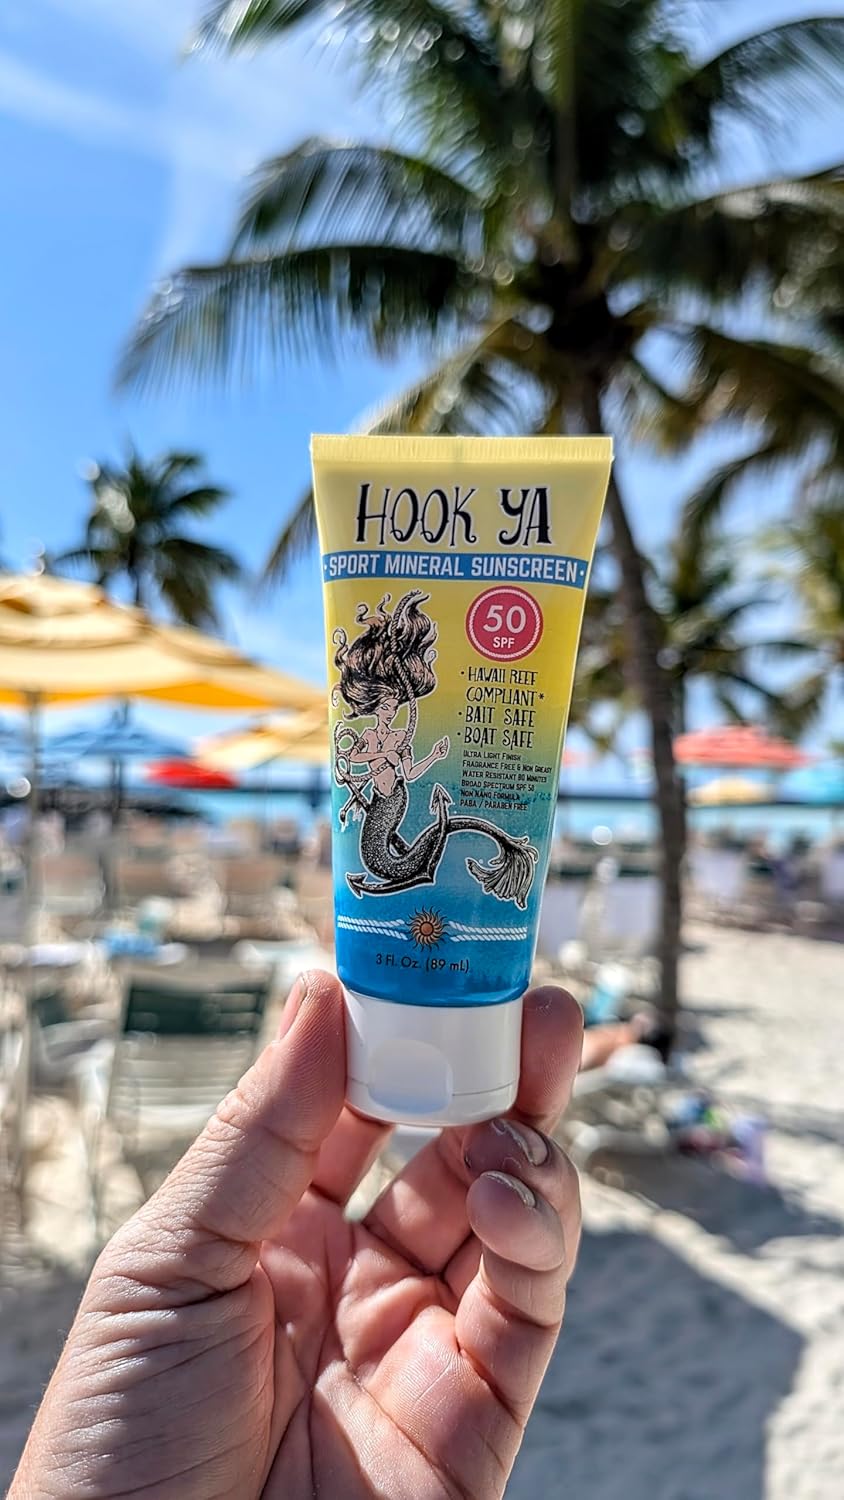 HOOK YA
· SPORT MINERAL SUNSCREEN ·
50
SPF
· HAWAII REEF
COMPLIANT*
· BAIT SAFE
· BOAT SAFE
ULTRA LIGHT FINISH
FRAGRANCE FREE & NON GREASY
WATER RESISTANT 80 MINUTES
BROAD SPECTRUM SPF 50
NON NANO FORMULA
PABA / PARABEN FREE
3 Fl. Oz. (89 mL)